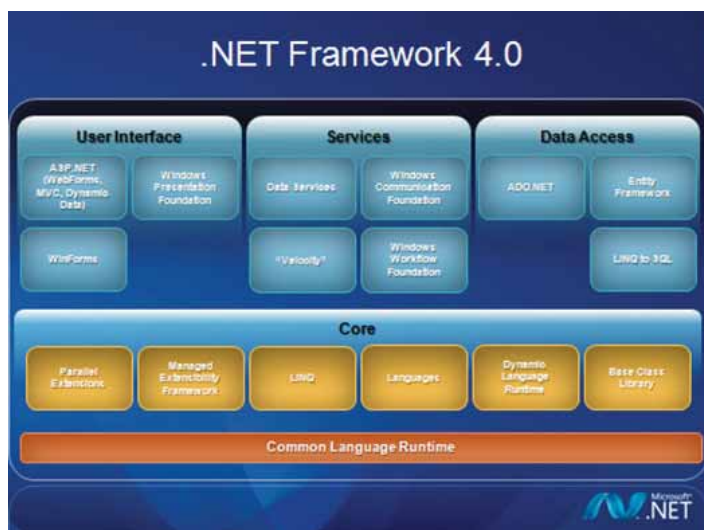 .NET Framework 4.0
User Interface
Services
Data Access
ASP.NET
(WebForms,
MVC, Dynamic
Data)
Windows
Presentation
Foundation
Data Services
Windows
Communication
Foundation
ADO.NET
Entity
Framework
WinForms
"Velocity"
Windows
Workflow
Foundation
LINQ to SQL
Core
Parallel
Extensions
Managed
Extensibility
Framework
LINQ
Languages
Dynamic
Language
Runtime
Base Class
Library
Common Language Runtime
Microsoft®
.NET